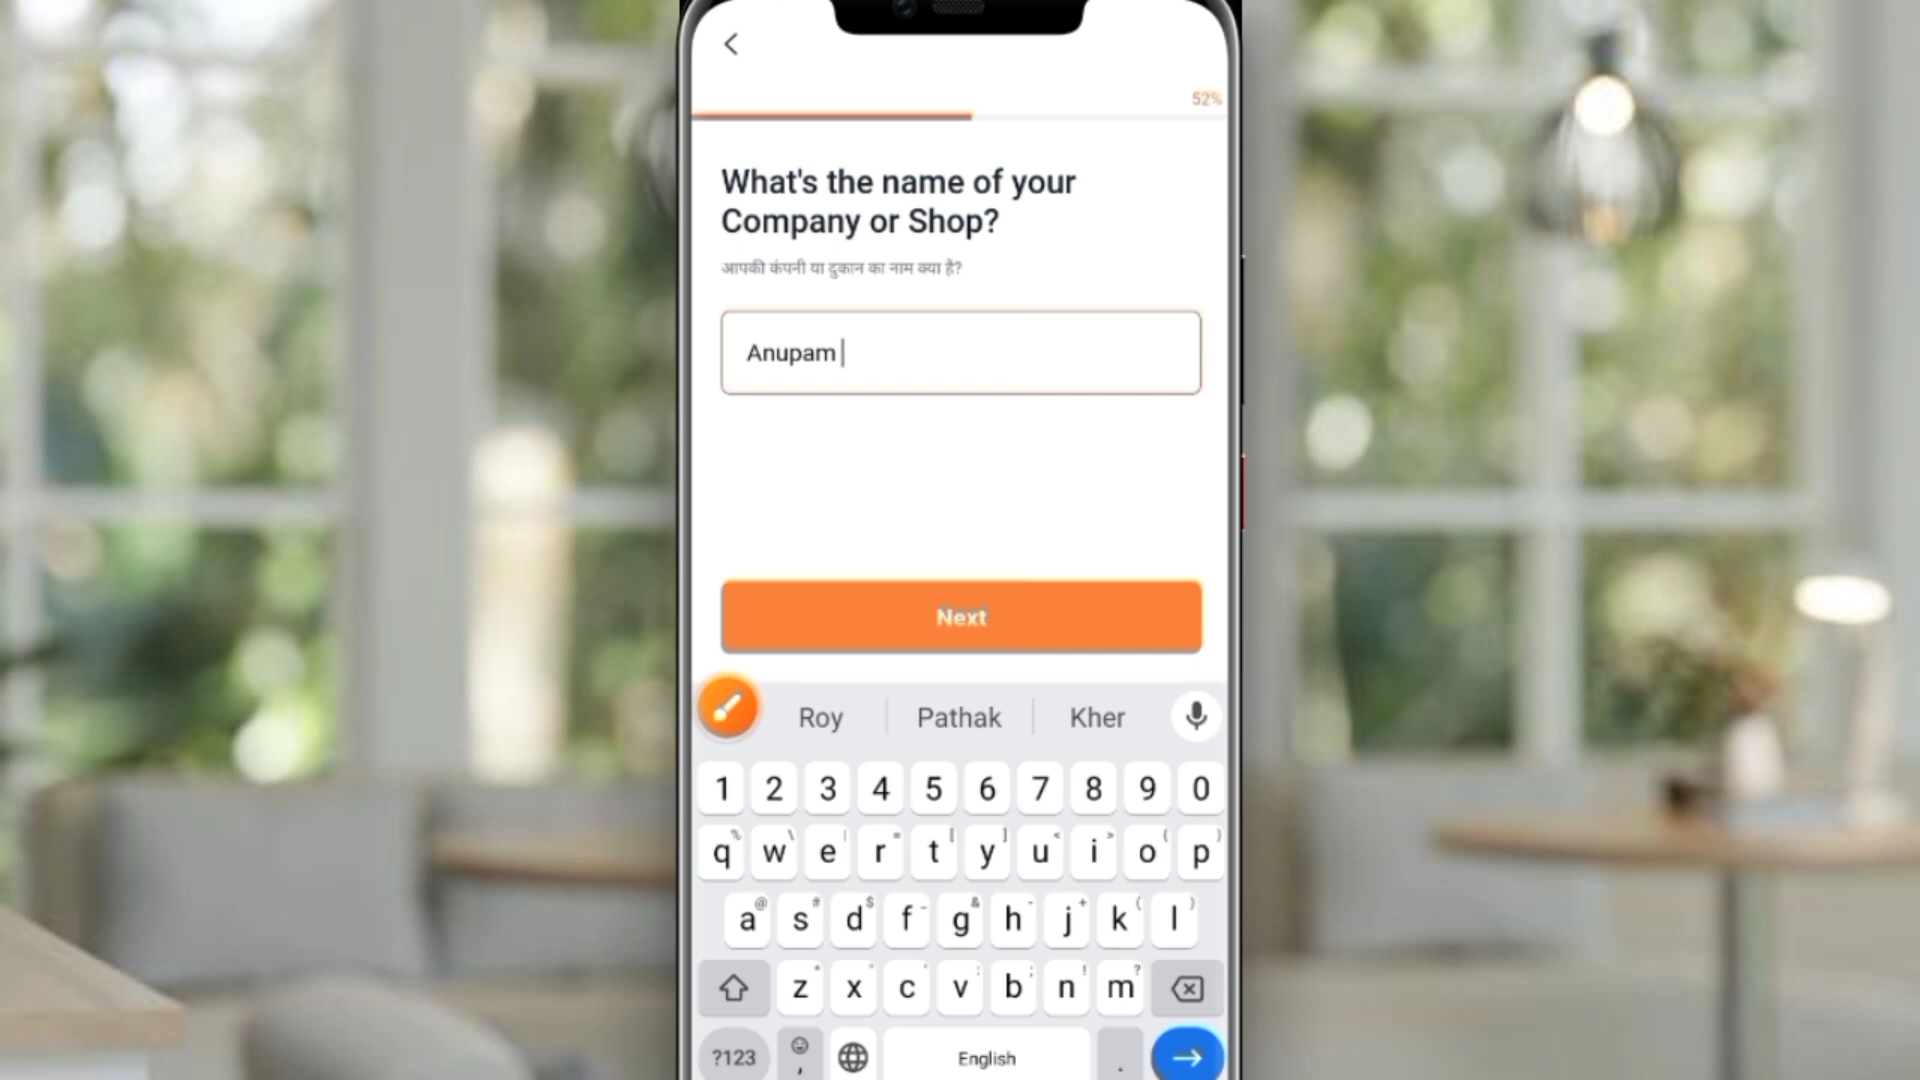 52%
What's the name of your
Company or Shop?
आपकी कंपनी या दुकान का नाम क्या है?
Anupam
Next
Roy Pathak Kher
1 2 3 4 5 6 7 8 9 0
q w e r t y u i o p
a s d f g h j k l
z x c v b n m
?123 , English .